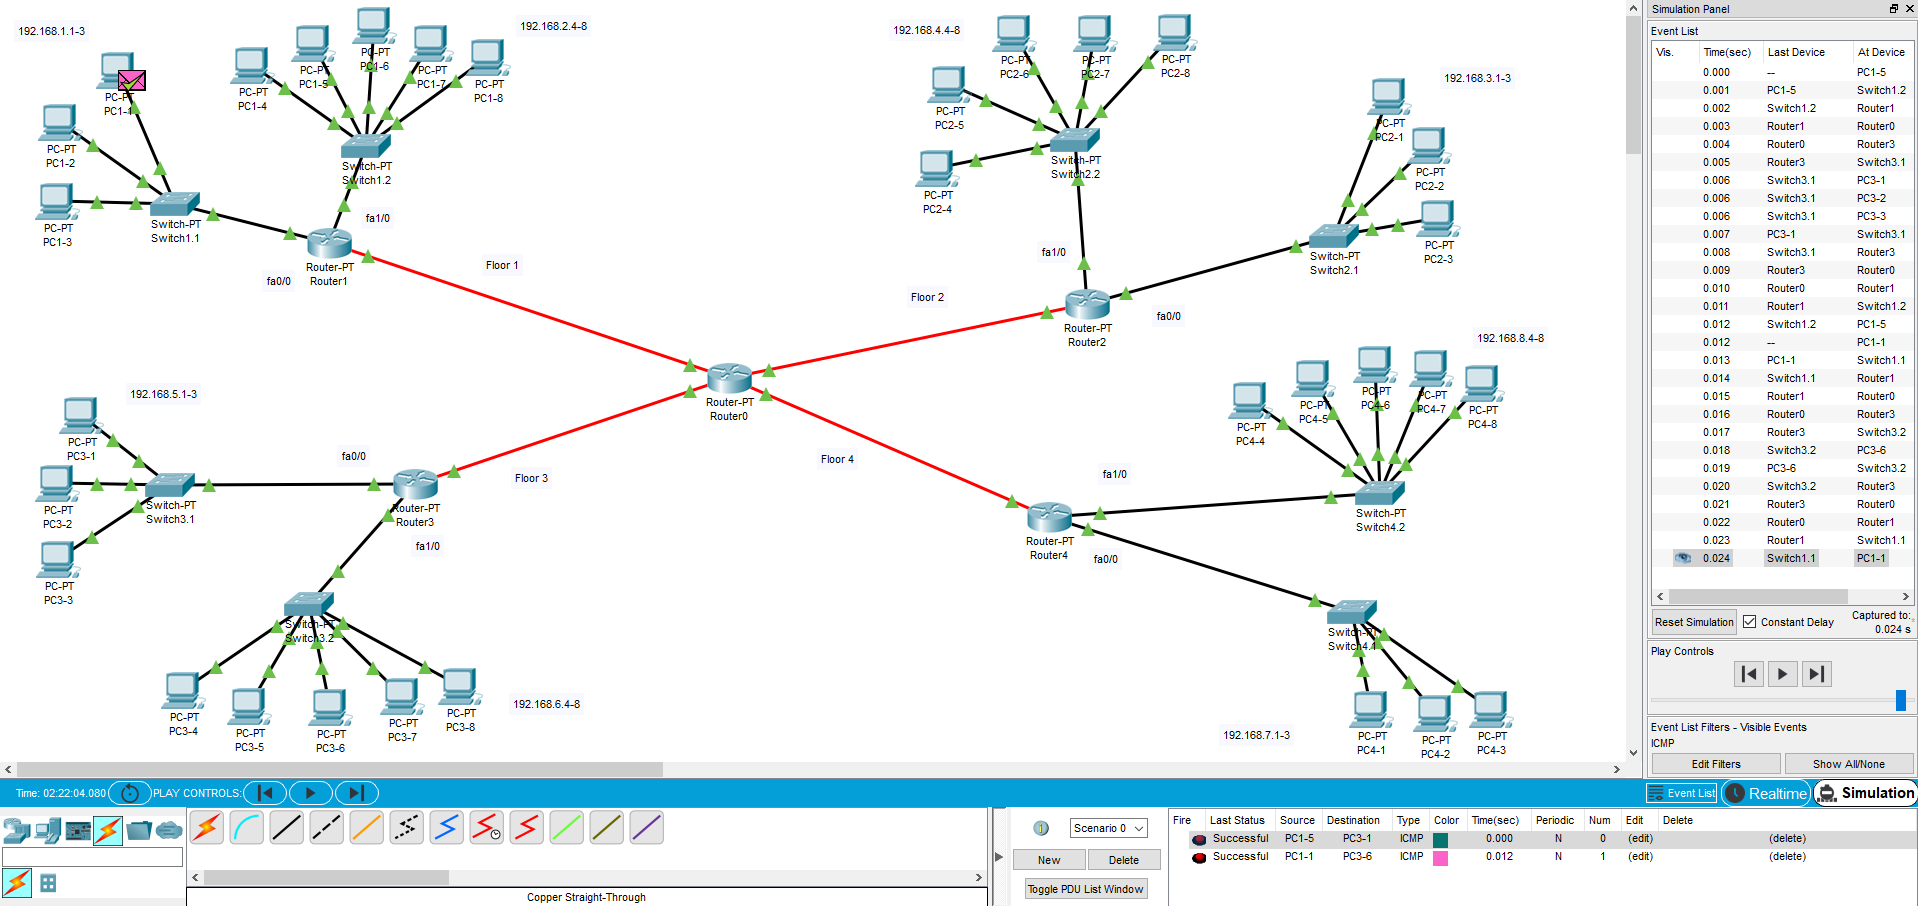 192.168.1.1-3
192.168.2.4-8
192.168.4.4-8
192.168.3.1-3
PC-PT
PC1-1
PC-PT
PC1-2
PC-PT
PC1-3
PC-PT
PC1-4
PC-PT
PC1-5
PC-PT
PC1-6
PC-PT
PC1-7
PC-PT
PC1-8
Switch-PT
Switch1.1
Switch-PT
Switch1.2
fa1/0
Router-PT
Router1
fa0/0
Floor 1
PC-PT
PC2-4
PC-PT
PC2-5
PC-PT
PC2-6
PC-PT
PC2-7
PC-PT
PC2-8
Switch-PT
Switch2.2
PC-PT
PC2-1
PC-PT
PC2-2
PC-PT
PC2-3
Switch-PT
Switch2.1
fa1/0
Floor 2
Router-PT
Router2
fa0/0
Router-PT
Router0
192.168.5.1-3
PC-PT
PC3-1
PC-PT
PC3-2
PC-PT
PC3-3
Switch-PT
Switch3.1
fa0/0
Router-PT
Router3
fa1/0
Floor 3
Switch-PT
Switch3.2
PC-PT
PC3-4
PC-PT
PC3-5
PC-PT
PC3-6
PC-PT
PC3-7
PC-PT
PC3-8
192.168.6.4-8
Floor 4
192.168.8.4-8
PC-PT
PC4-4
PC-PT
PC4-5
PC-PT
PC4-6
PC-PT
PC4-7
PC-PT
PC4-8
fa1/0
Switch-PT
Switch4.2
Router-PT
Router4
fa0/0
Switch-PT
Switch4.1
PC-PT
PC4-1
PC-PT
PC4-2
PC-PT
PC4-3
192.168.7.1-3
Simulation Panel
Event List
Vis. Time(sec) Last Device At Device
0.000 -- PC1-5
0.001 PC1-5 Switch1.2
0.002 Switch1.2 Router1
0.003 Router1 Router0
0.004 Router0 Router3
0.005 Router3 Switch3.1
0.006 Switch3.1 PC3-1
0.006 Switch3.1 PC3-2
0.006 Switch3.1 PC3-3
0.007 PC3-1 Switch3.1
0.008 Switch3.1 Router3
0.009 Router3 Router0
0.010 Router0 Router1
0.011 Router1 Switch1.2
0.012 Switch1.2 PC1-5
0.012 -- PC1-1
0.013 PC1-1 Switch1.1
0.014 Switch1.1 Router1
0.015 Router1 Router0
0.016 Router0 Router3
0.017 Router3 Switch3.2
0.018 Switch3.2 PC3-6
0.019 PC3-6 Switch3.2
0.020 Switch3.2 Router3
0.021 Router3 Router0
0.022 Router0 Router1
0.023 Router1 Switch1.1
0.024 Switch1.1 PC1-1
Reset Simulation Constant Delay Captured to:
0.024 s
Play Controls
Event List Filters - Visible Events
ICMP
Edit Filters Show All/None
Time: 02:22:04.080 PLAY CONTROLS: Event List Realtime Simulation
Copper Straight-Through
Scenario 0
New Delete
Toggle PDU List Window
Fire Last Status Source Destination Type Color Time(sec) Periodic Num Edit Delete
Successful PC1-5 PC3-1 ICMP 0.000 N 0 (edit) (delete)
Successful PC1-1 PC3-6 ICMP 0.012 N 1 (edit) (delete)